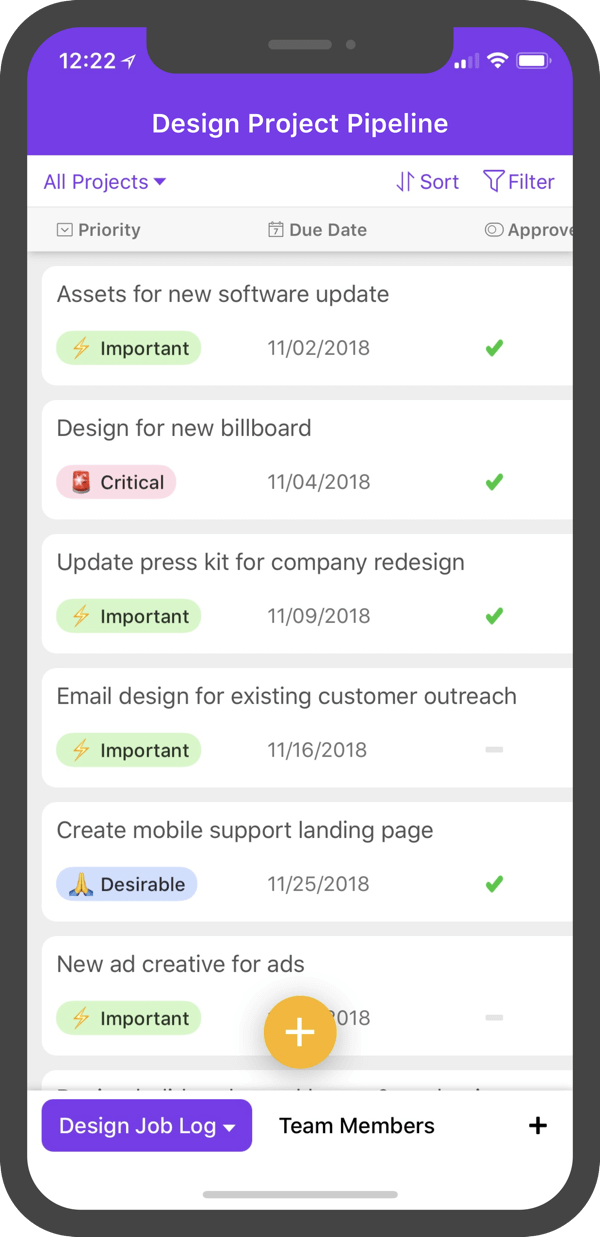 12:22
Design Project Pipeline
All Projects Sort Filter
Priority 7 Due Date Approve
Assets for new software update
Important 11/02/2018
Design for new billboard
Critical 11/04/2018
Update press kit for company redesign
Important 11/09/2018
Email design for existing customer outreach
Important 11/16/2018
Create mobile support landing page
Desirable 11/25/2018
New ad creative for ads
Important 018
Design Job Log Team Members +